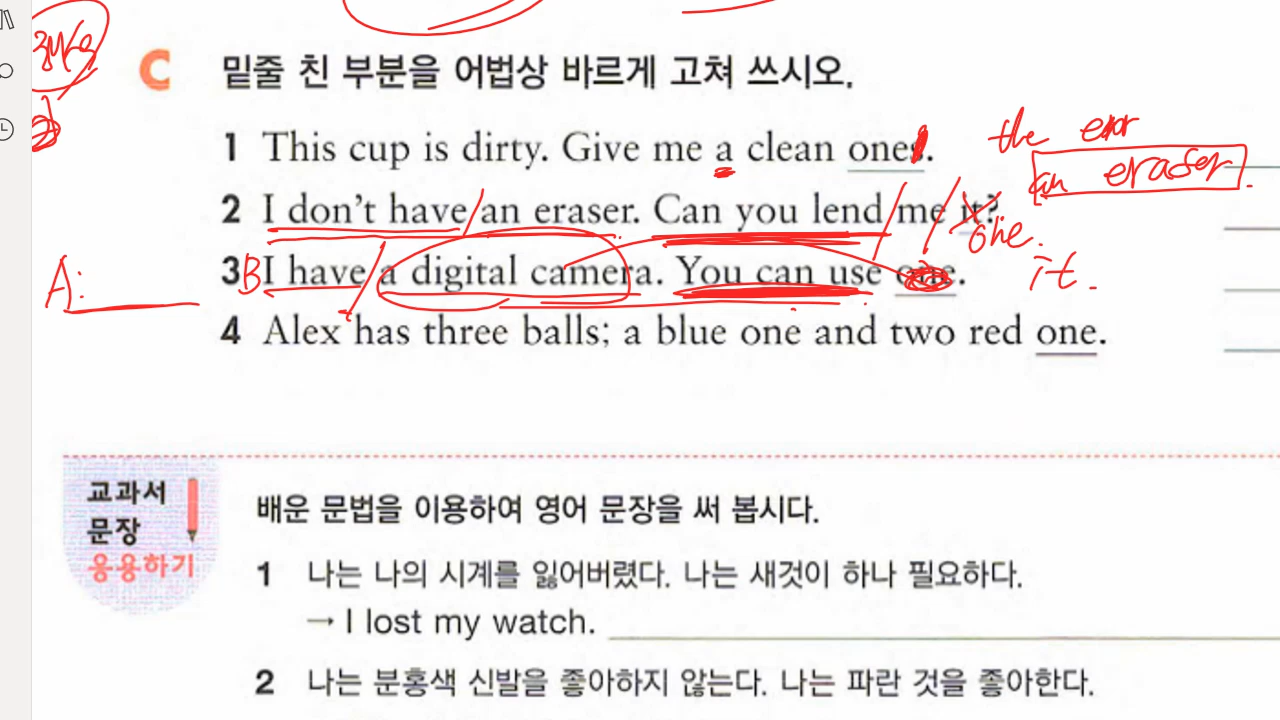 C 밑줄 친 부분을 어법상 바르게 고쳐 쓰시오.
the
1 This cup is dirty. Give me a clean ones.
an eraser.
2 I don't have an eraser. Can you lend me it?
one.
3 I have a digital camera. You can use one.
B
it.
A:
4 Alex has three balls; a blue one and two red one.
교과서
문장
응용하기
배운 문법을 이용하여 영어 문장을 써 봅시다.
1 나는 나의 시계를 잃어버렸다. 나는 새것이 하나 필요하다.
→ I lost my watch.
2 나는 분홍색 신발을 좋아하지 않는다. 나는 파란 것을 좋아한다.